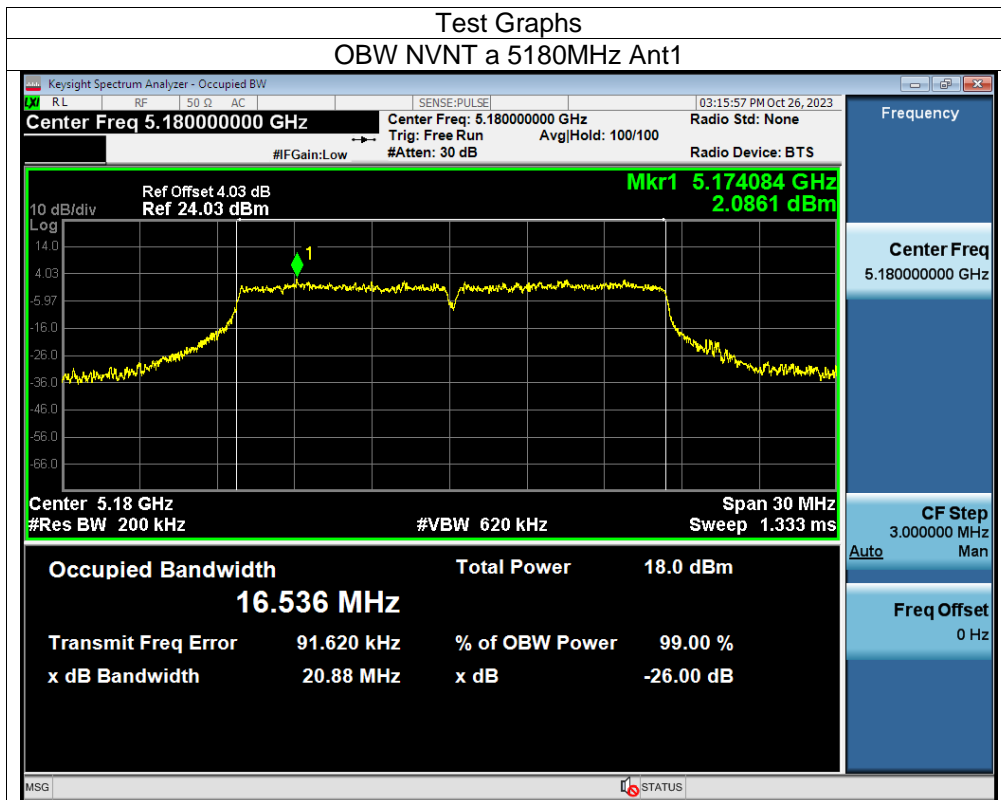 Test Graphs
OBW NVNT a 5180MHz Ant1
Keysight Spectrum Analyzer - Occupied BW
LXI RL RF 50 Ω AC SENSE:PULSE 03:15:57 PM Oct 26, 2023
Center Freq 5.180000000 GHz Center Freq: 5.180000000 GHz Radio Std: None
Trig: Free Run Avg|Hold: 100/100
#IFGain:Low #Atten: 30 dB Radio Device: BTS
Frequency
Ref Offset 4.03 dB Mkr1 5.174084 GHz
10 dB/div Ref 24.03 dBm 2.0861 dBm
Log
14.0
4.03
-5.97
-16.0
-26.0
-36.0
-46.0
-56.0
-66.0
1
Center 5.18 GHz Span 30 MHz
#Res BW 200 kHz #VBW 620 kHz Sweep 1.333 ms
Center Freq
5.180000000 GHz
CF Step
3.000000 MHz
Auto Man
Freq Offset
0 Hz
Occupied Bandwidth Total Power 18.0 dBm
16.536 MHz
Transmit Freq Error 91.620 kHz % of OBW Power 99.00 %
x dB Bandwidth 20.88 MHz x dB -26.00 dB
MSG STATUS